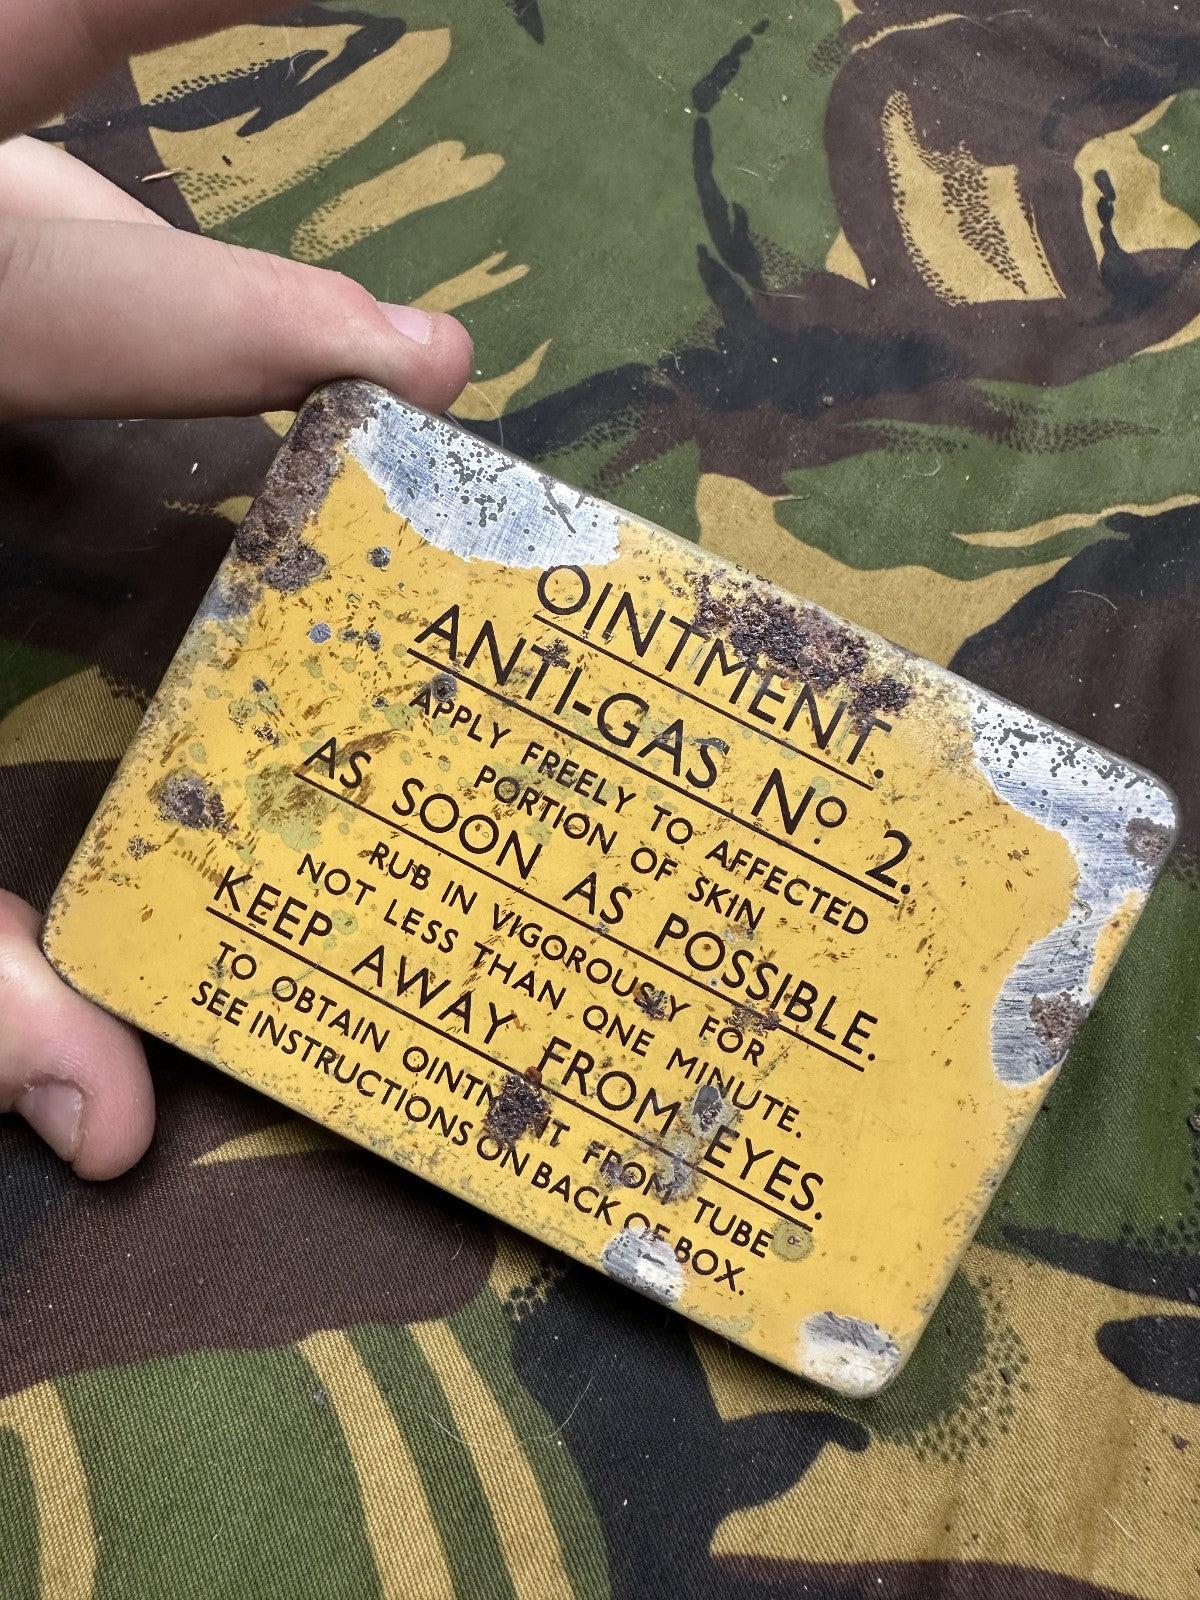 OINTMENT.
ANTI-GAS Nº 2.
APPLY FREELY TO AFFECTED
PORTION OF SKIN
AS SOON AS POSSIBLE.
RUB IN VIGOROUSLY FOR
NOT LESS THAN ONE MINUTE.
KEEP AWAY FROM EYES.
TO OBTAIN OINTMENT FROM TUBE
SEE INSTRUCTIONS ON BACK OF BOX.